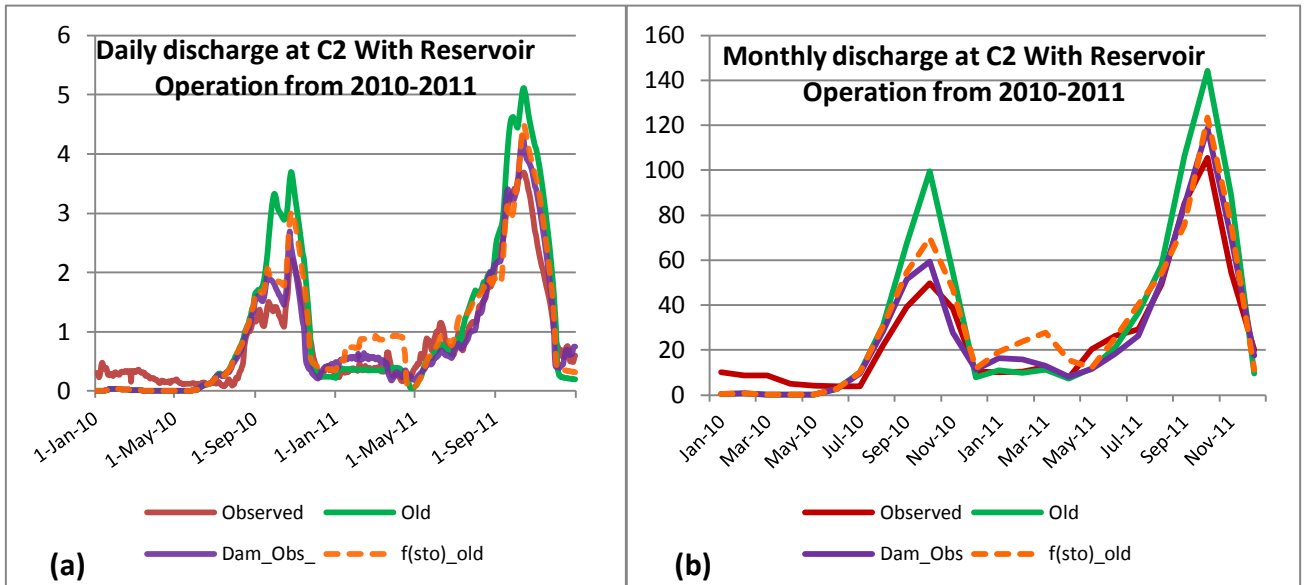 Daily discharge at C2 With Reservoir
Operation from 2010-2011
6
5
4
3
2
1
0
1-Jan-10
1-May-10
1-Sep-10
1-Jan-11
1-May-11
1-Sep-11
Observed
Old
Dam_Obs_
f(sto)_old
(a)
Monthly discharge at C2 With Reservoir
Operation from 2010-2011
160
140
120
100
80
60
40
20
0
Jan-10
Mar-10
May-10
Jul-10
Sep-10
Nov-10
Jan-11
Mar-11
May-11
Jul-11
Sep-11
Nov-11
Observed
Old
Dam_Obs
f(sto)_old
(b)